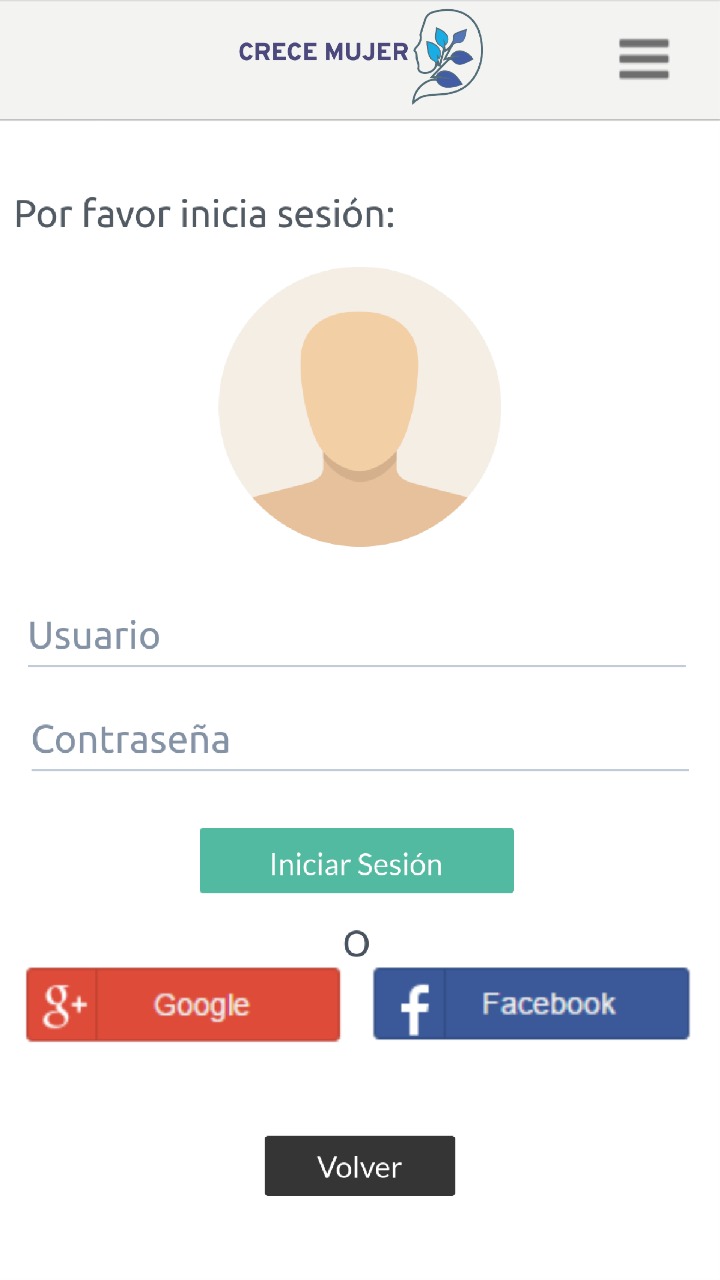 CRECE MUJER
Por favor inicia sesión:
Usuario
Contraseña
Iniciar Sesión
O
g+ Google
f Facebook
Volver